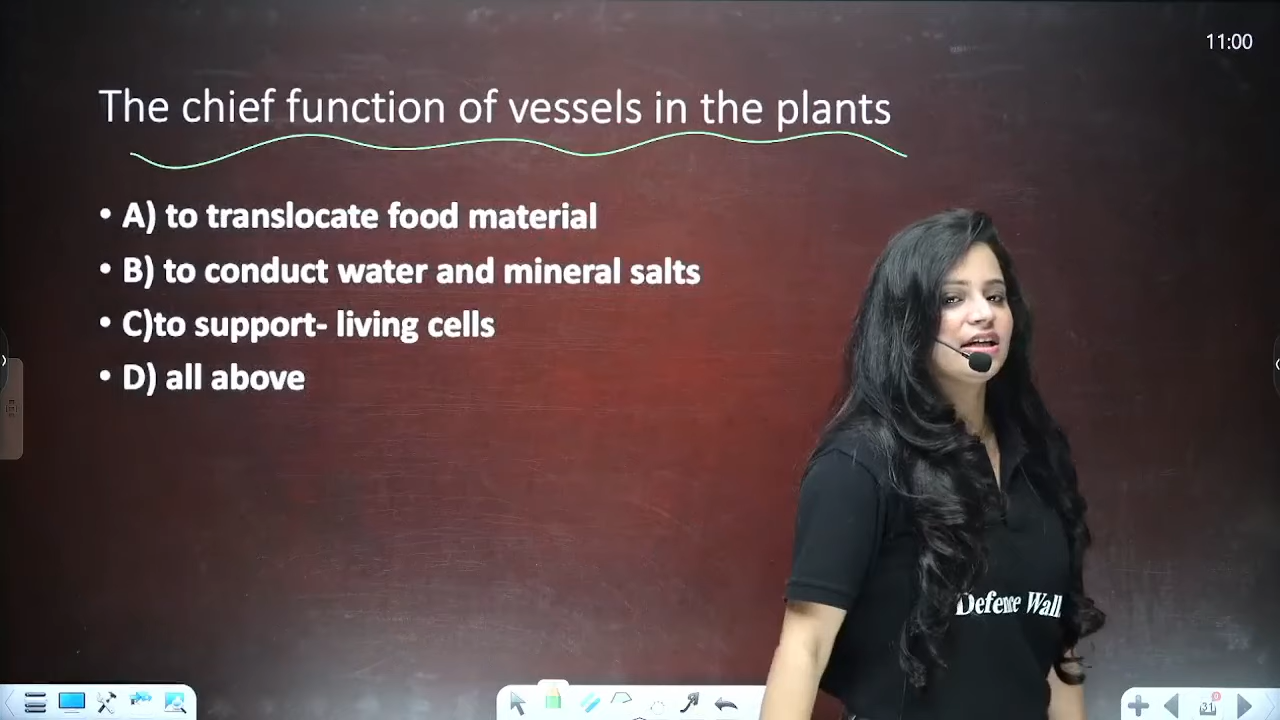 11:00
The chief function of vessels in the plants
• A) to translocate food material
• B) to conduct water and mineral salts
• C)to support- living cells
• D) all above
Defence Wall
31